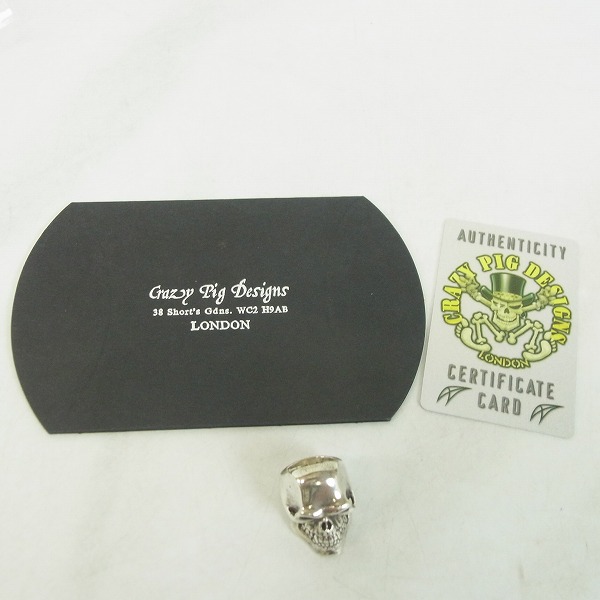 Crazy Pig Designs
38 Short's Gdns. WC2 H9AB
LONDON
AUTHENTICITY
CRAZY PIG DESIGNS
LONDON
CERTIFICATE
CARD